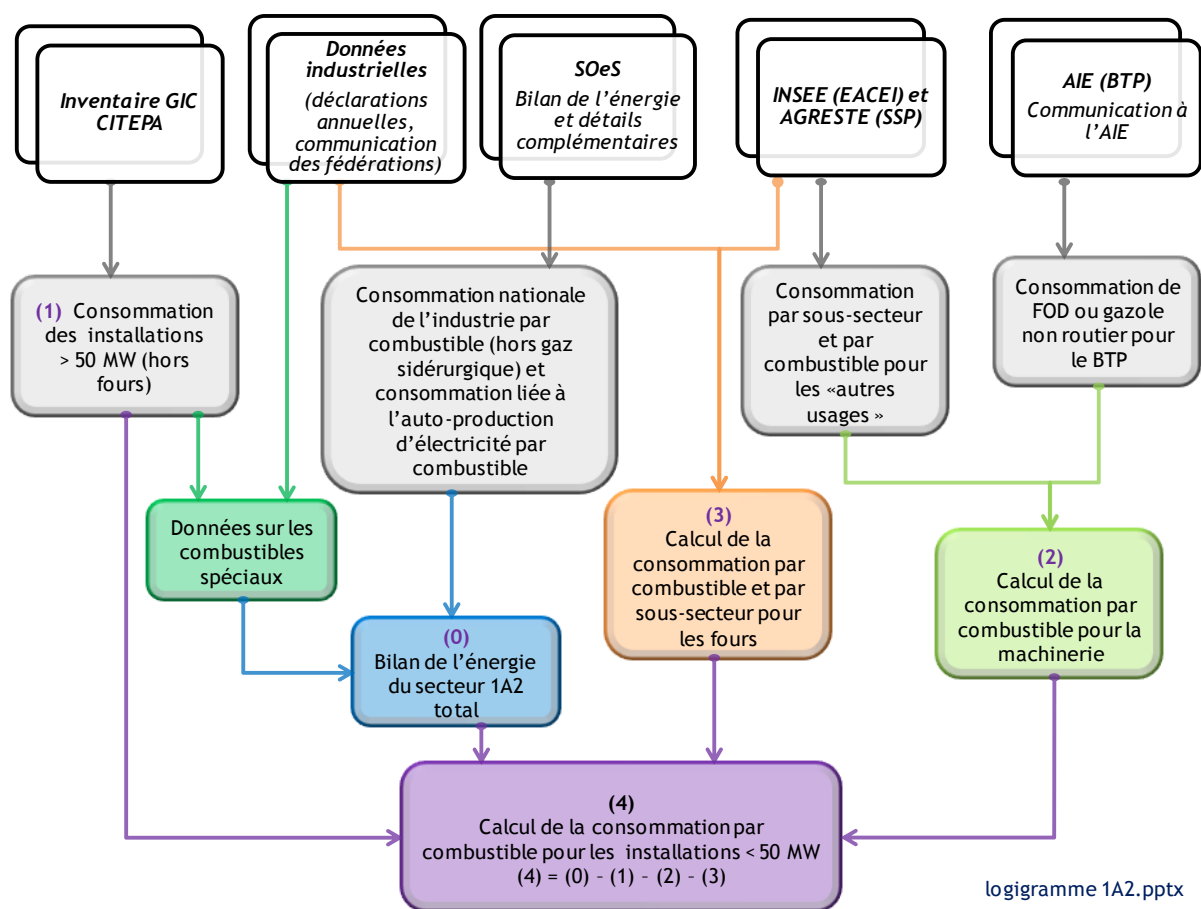 Inventaire GIC
CITEPA
Données
industrielles
(déclarations
annuelles,
communication
des fédérations)
SOeS
Bilan de l’énergie
et détails
complémentaires
INSEE (EACEI) et
AGRESTE (SSP)
AIE (BTP)
Communication à
l’AIE
(1) Consommation
des installations
> 50 MW (hors
fours)
Consommation nationale
de l’industrie par
combustible (hors gaz
sidérurgique) et
consommation liée à
l’auto-production
d’électricité par
combustible
Consommation
par sous-secteur
et par
combustible pour
les «autres
usages »
Consommation de
FOD ou gazole
non routier pour
le BTP
Données sur les
combustibles
spéciaux
(3)
Calcul de la
consommation par
combustible et par
sous-secteur pour
les fours
(2)
Calcul de la
consommation par
combustible pour la
machinerie
(0)
Bilan de l’énergie
du secteur 1A2
total
(4)
Calcul de la consommation par
combustible pour les installations < 50 MW
(4) = (0) – (1) – (2) – (3)
logigramme 1A2.pptx